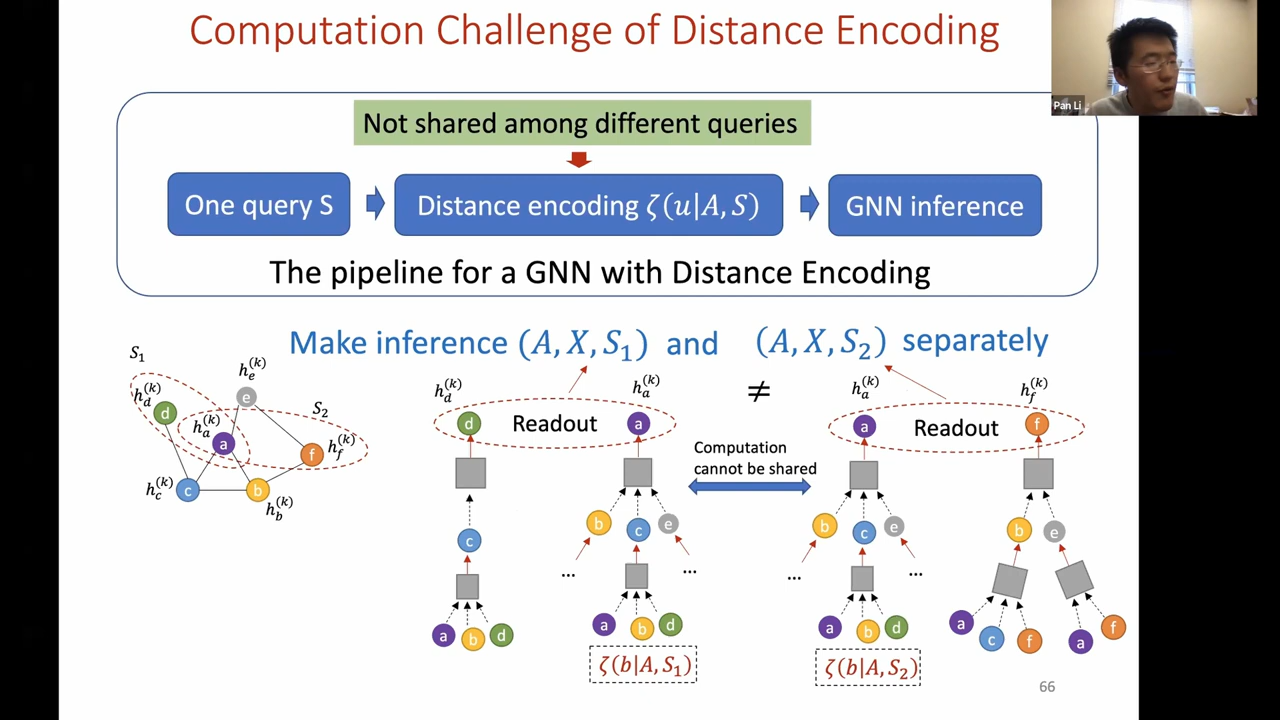 Computation Challenge of Distance Encoding
Pan Li
Not shared among different queries
One query S
Distance encoding ζ(u|A, S)
GNN inference
The pipeline for a GNN with Distance Encoding
Make inference (A, X, S₁) and (A, X, S₂) separately
S₁
h_d^(k)
h_e^(k)
h_a^(k)
S₂
h_f^(k)
h_c^(k)
h_b^(k)
d
e
a
f
c
b
h_d^(k)
h_a^(k)
≠
h_a^(k)
h_f^(k)
d Readout a
a Readout f
Computation
cannot be shared
c
b c e
b c e
b e
... ...
... ...
a b d
a b d
a b d
a c f
a f
ζ(b|A, S₁)
ζ(b|A, S₂)
66